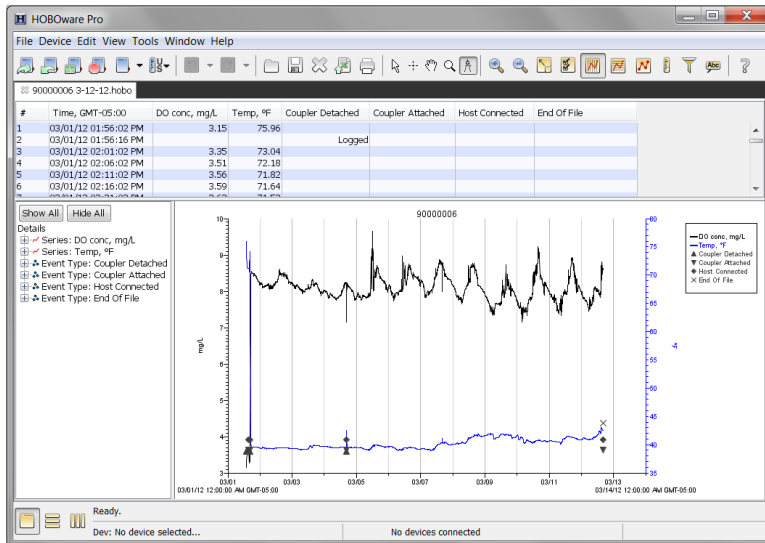 HOBOware Pro
File Device Edit View Tools Window Help
90000006 3-12-12.hobo
# Time, GMT-05:00 DO conc, mg/L Temp, °F Coupler Detached Coupler Attached Host Connected End Of File
1 03/01/12 01:56:02 PM 3.15 75.96
2 03/01/12 01:56:16 PM Logged
3 03/01/12 02:01:02 PM 3.35 73.04
4 03/01/12 02:06:02 PM 3.51 72.18
5 03/01/12 02:11:02 PM 3.56 71.82
6 03/01/12 02:16:02 PM 3.59 71.64
Show All Hide All
Details
Series: DO conc, mg/L
Series: Temp, °F
Event Type: Coupler Detached
Event Type: Coupler Attached
Event Type: Host Connected
Event Type: End Of File
90000006
10
9
8
7
6
5
4
3
mg/L
80
75
70
65
60
55
50
45
40
35
°F
DO conc, mg/L
Temp, °F
Coupler Detached
Coupler Attached
Host Connected
End Of File
03/01 03/03 03/05 03/07 03/09 03/11 03/13
03/01/12 12:00:00 AM GMT-05:00 03/14/12 12:00:00 AM GMT-05:00
Ready.
Dev: No device selected... No devices connected